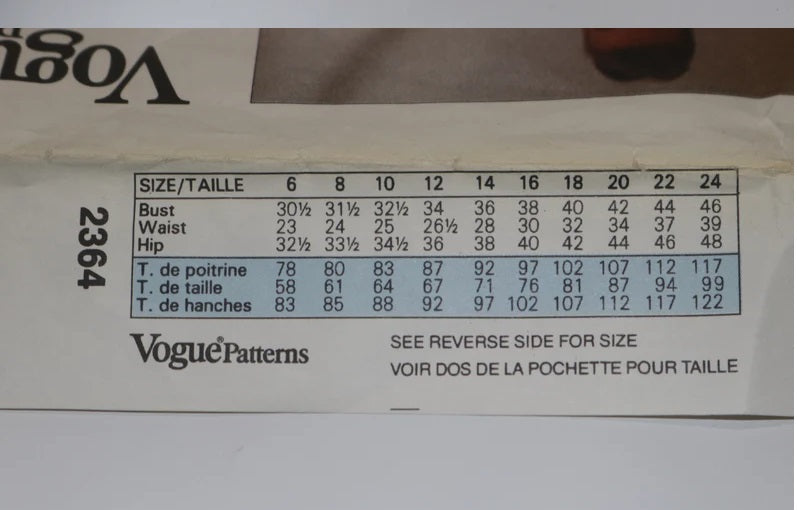 Vogue
SIZE/TAILLE 6 8 10 12 14 16 18 20 22 24
Bust 30½ 31½ 32½ 34 36 38 40 42 44 46
Waist 23 24 25 26½ 28 30 32 34 37 39
Hip 32½ 33½ 34½ 36 38 40 42 44 46 48
T. de poitrine 78 80 83 87 92 97 102 107 112 117
T. de taille 58 61 64 67 71 76 81 87 94 99
T. de hanches 83 85 88 92 97 102 107 112 117 122
2364
Vogue® Patterns
SEE REVERSE SIDE FOR SIZE
VOIR DOS DE LA POCHETTE POUR TAILLE